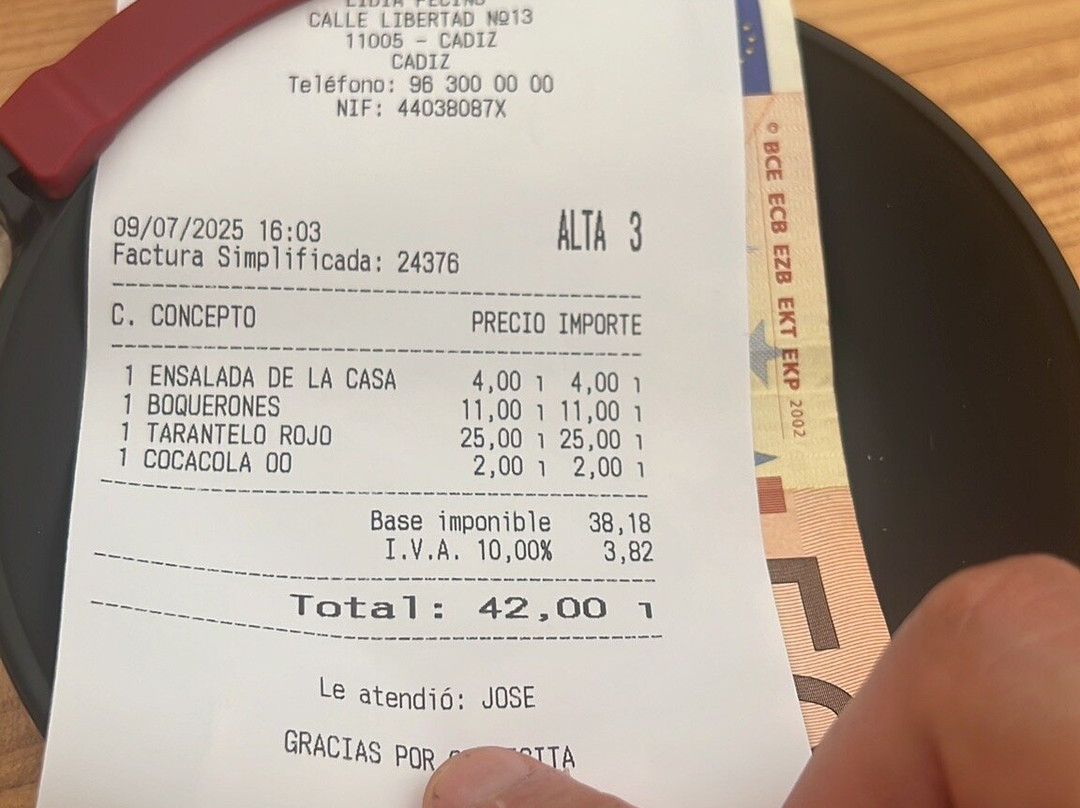 CALLE LIBERTAD Nº13
11005 - CADIZ
CADIZ
Teléfono: 96 300 00 00
NIF: 44038087X
09/07/2025 16:03 ALTA 3
Factura Simplificada: 24376
C. CONCEPTO PRECIO IMPORTE
1 ENSALADA DE LA CASA 4,00 ┐ 4,00 ┐
1 BOQUERONES 11,00 ┐ 11,00 ┐
1 TARANTELO ROJO 25,00 ┐ 25,00 ┐
1 COCACOLA 00 2,00 ┐ 2,00 ┐
Base imponible 38,18
I.V.A. 10,00% 3,82
Total: 42,00 ┐
Le atendió: JOSE
GRACIAS POR
© BCE ECB EZB EKT EKP 2002